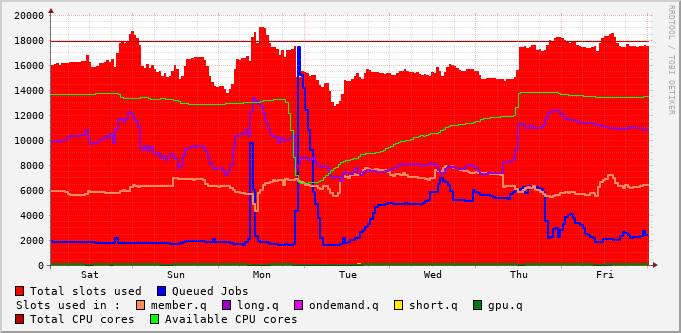 20000
18000
16000
14000
12000
10000
8000
6000
4000
2000
0
Sat Sun Mon Tue Wed Thu Fri
RRDTOOL / TOBI OETIKER
Total slots used Queued Jobs
Slots used in : member.q long.q ondemand.q short.q gpu.q
Total CPU cores Available CPU cores